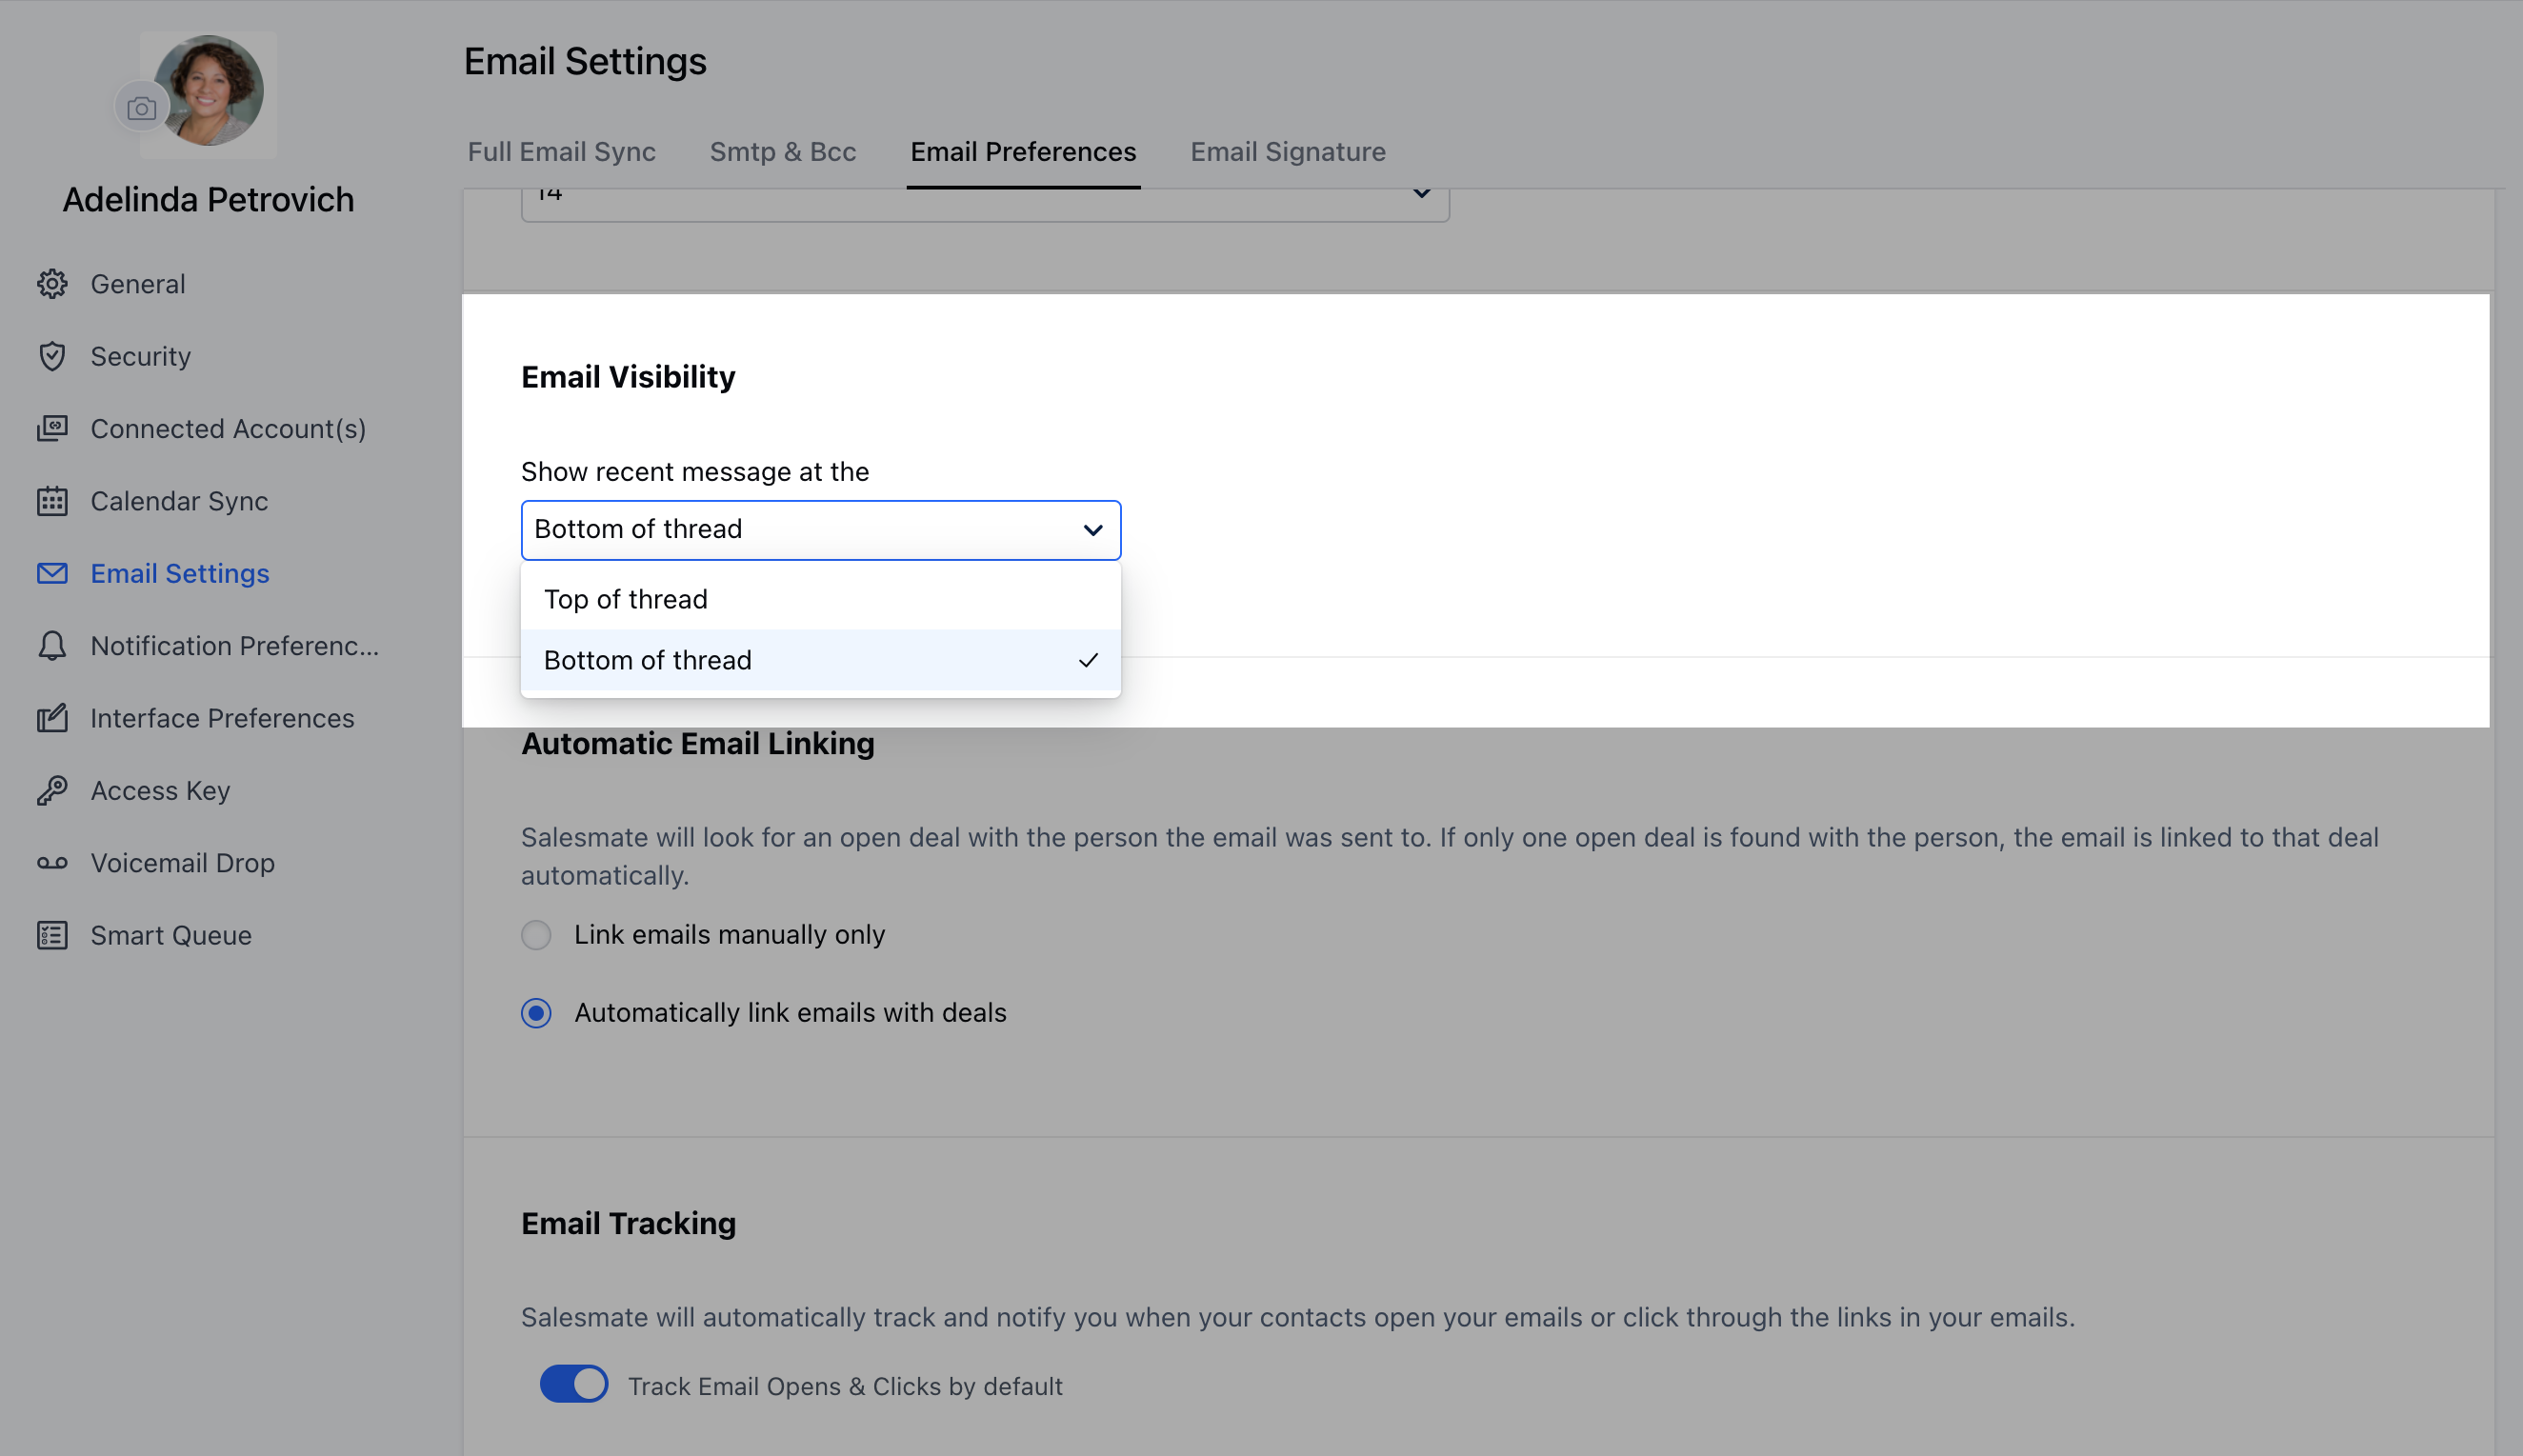 Adelinda Petrovich
General
Security
Connected Account(s)
Calendar Sync
Email Settings
Notification Preferenc...
Interface Preferences
Access Key
Voicemail Drop
Smart Queue
Email Settings
Full Email Sync
Smtp & Bcc
Email Preferences
Email Signature
14
Email Visibility
Show recent message at the
Bottom of thread
Top of thread
Bottom of thread
Automatic Email Linking
Salesmate will look for an open deal with the person the email was sent to. If only one open deal is found with the person, the email is linked to that deal
automatically.
Link emails manually only
Automatically link emails with deals
Email Tracking
Salesmate will automatically track and notify you when your contacts open your emails or click through the links in your emails.
Track Email Opens & Clicks by default